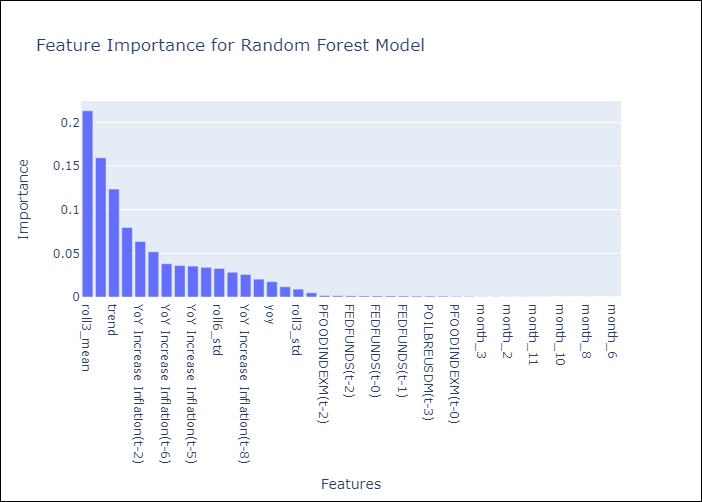 Feature Importance for Random Forest Model
0.2
0.15
0.1
0.05
0
Importance
roll3_mean
trend
YoY Increase Inflation(t-2)
YoY Increase Inflation(t-6)
YoY Increase Inflation(t-5)
roll6_std
YoY Increase Inflation(t-8)
yoy
roll3_std
PFOODINDEXM(t-2)
FEDFUNDS(t-2)
FEDFUNDS(t-0)
FEDFUNDS(t-1)
POILBREUSDM(t-3)
PFOODINDEXM(t-0)
month_3
month_2
month_11
month_10
month_8
month_6
Features